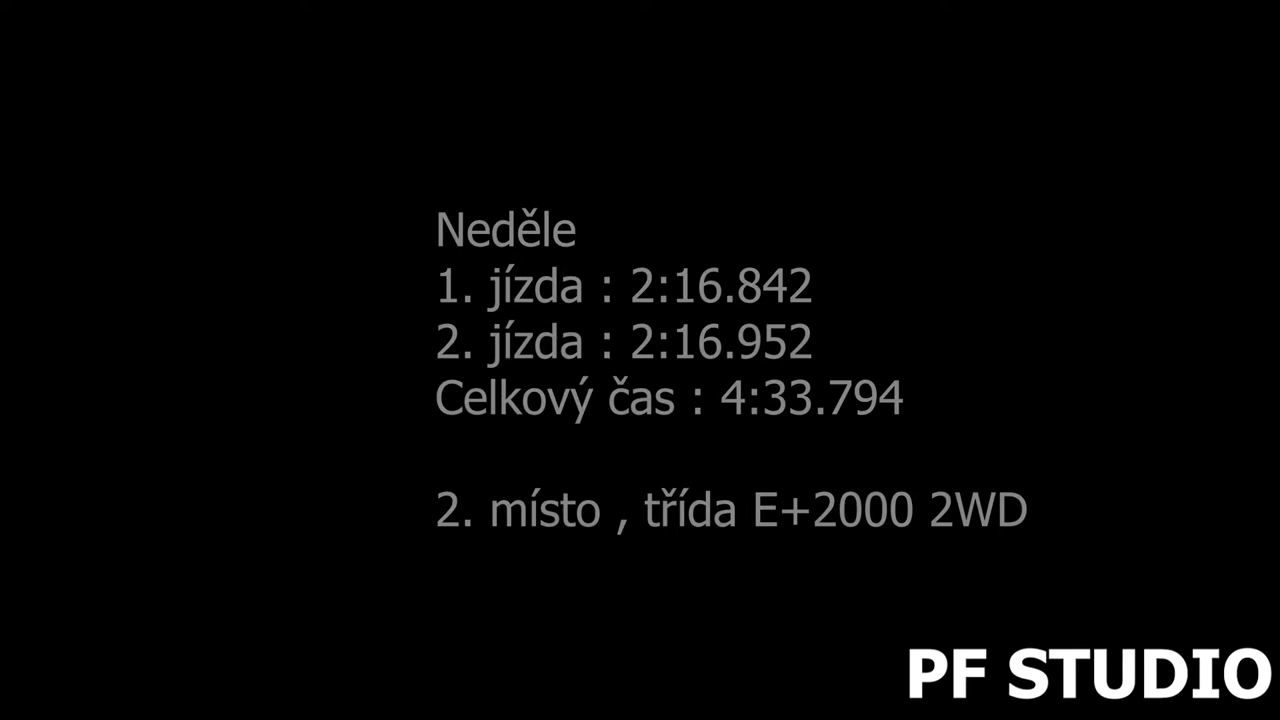 Neděle
1. jízda : 2:16.842
2. jízda : 2:16.952
Celkový čas : 4:33.794
2. místo , třída E+2000 2WD
PF STUDIO